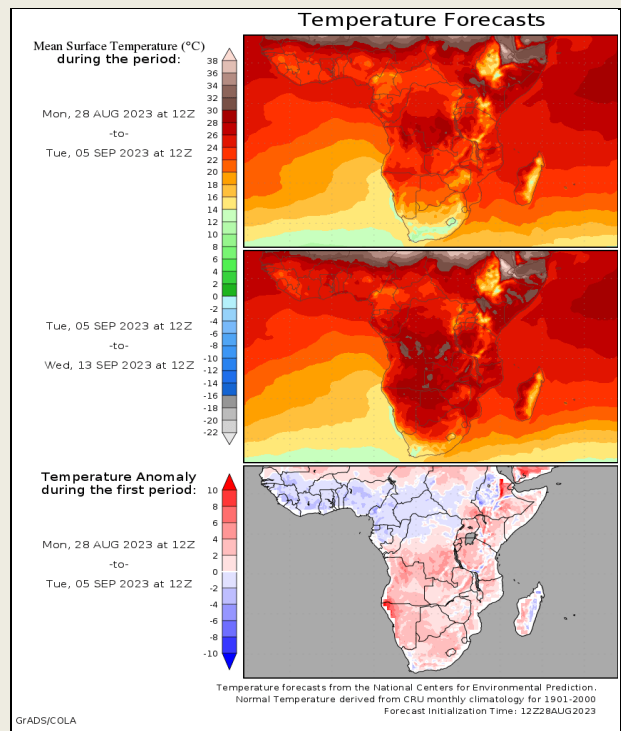 Temperature Forecasts
Mean Surface Temperature (°C)
during the period:
Mon, 28 AUG 2023 at 12Z
-to-
Tue, 05 SEP 2023 at 12Z
38
36
34
32
30
28
26
24
22
20
18
16
14
12
10
8
6
4
2
0
-2
-4
-6
-8
-10
-12
-14
-16
-18
-20
-22
Tue, 05 SEP 2023 at 12Z
-to-
Wed, 13 SEP 2023 at 12Z
Temperature Anomaly
during the first period:
Mon, 28 AUG 2023 at 12Z
-to-
Tue, 05 SEP 2023 at 12Z
10
8
6
4
2
0
-2
-4
-6
-8
-10
Temperature forecasts from the National Centers for Environmental Prediction.
Normal Temperature derived from CRU monthly climatology for 1901-2000
Forecast Initialization Time: 12Z28AUG2023
GrADS/COLA